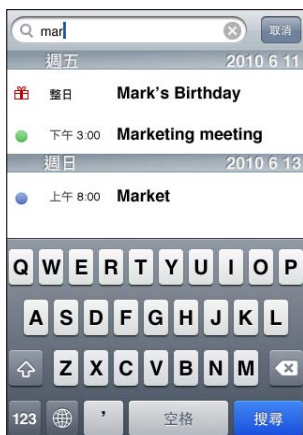 mar 取消
週五 2010 6 11
整日 Mark's Birthday
下午 3:00 Marketing meeting
週日 2010 6 13
上午 8:00 Market
Q W E R T Y U I O P
A S D F G H J K L
Z X C V B N M
123 , 空格 搜尋